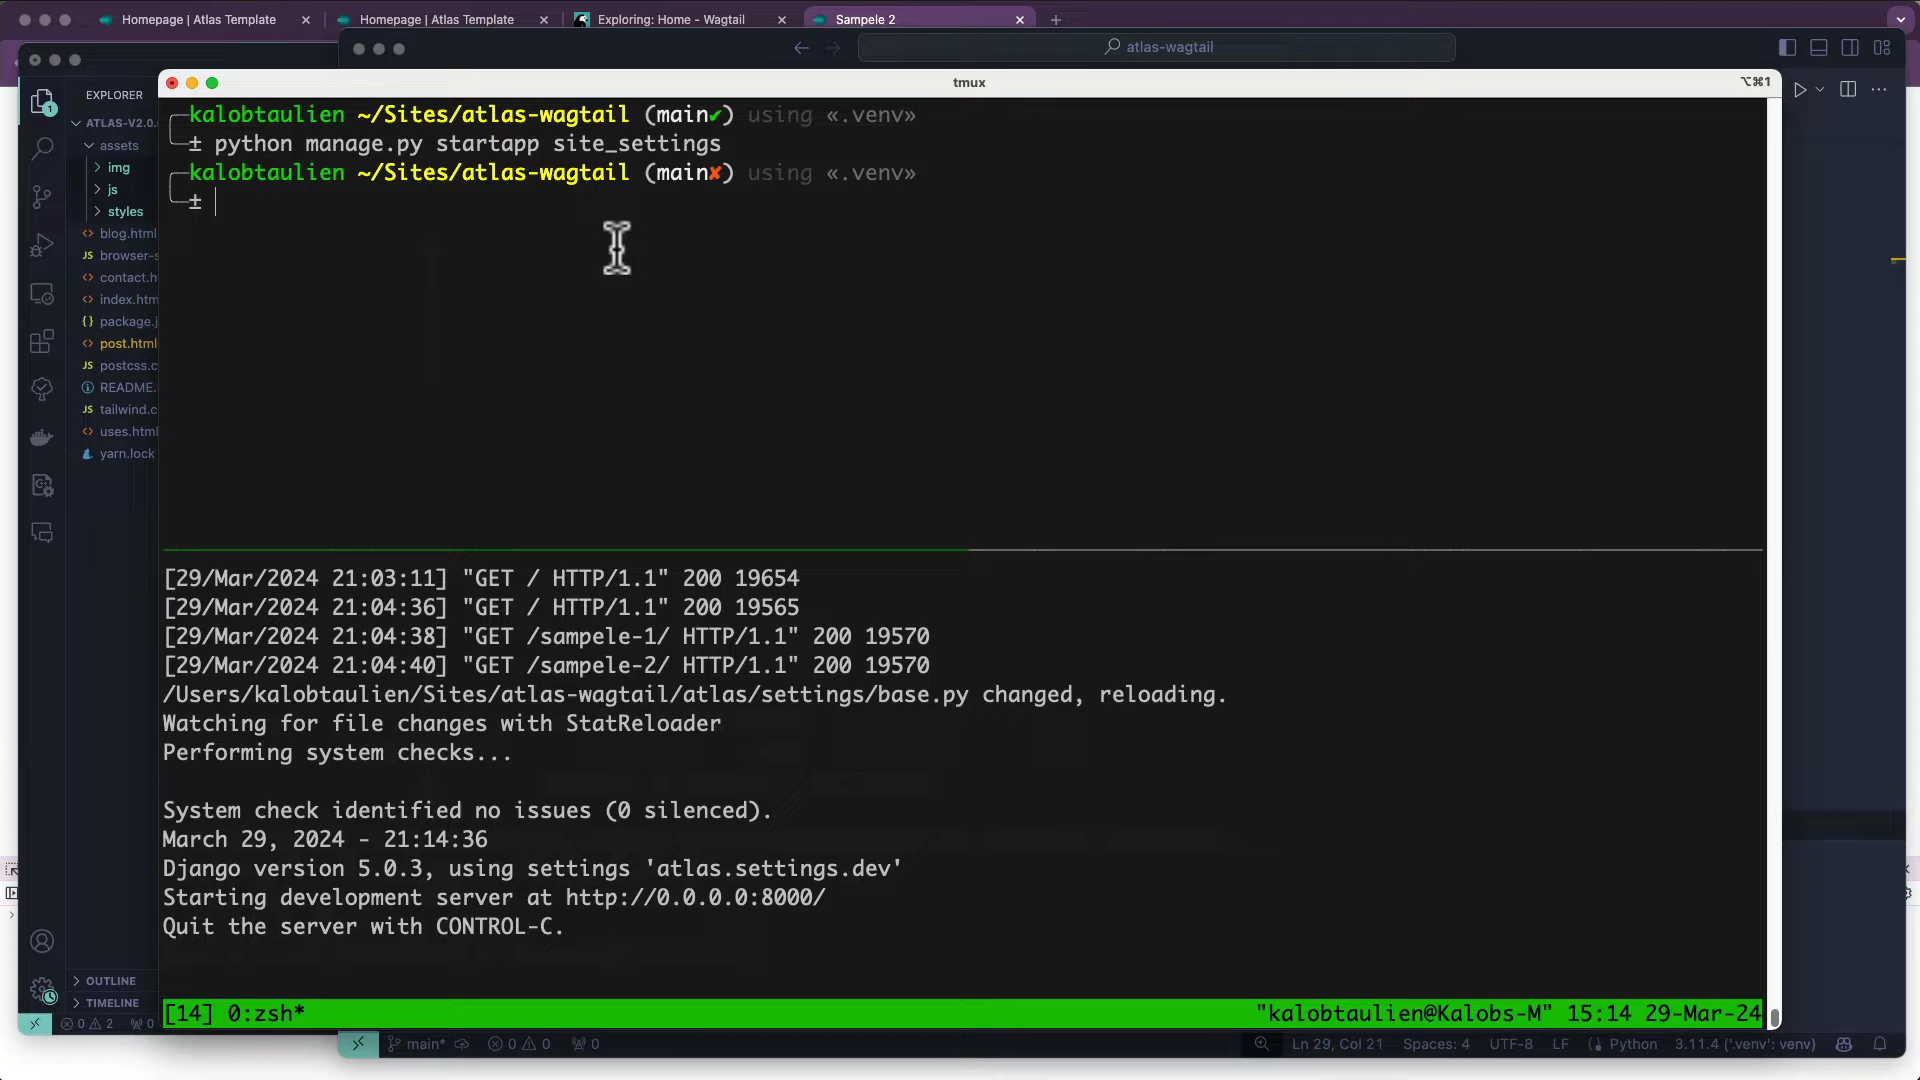 Homepage | Atlas Template
Homepage | Atlas Template
Exploring: Home - Wagtail
Sampele 2
atlas-wagtail
tmux
⌥⌘1
EXPLORER
ATLAS-V2.0.
assets
img
js
styles
blog.html
browser-s
contact.h
index.htm
package.j
post.html
postcss.c
README.
tailwind.c
uses.html
yarn.lock
OUTLINE
TIMELINE
kalobtaulien ~/Sites/atlas-wagtail (main✔) using «.venv»
± python manage.py startapp site_settings
kalobtaulien ~/Sites/atlas-wagtail (main✘) using «.venv»
±
[29/Mar/2024 21:03:11] "GET / HTTP/1.1" 200 19654
[29/Mar/2024 21:04:36] "GET / HTTP/1.1" 200 19565
[29/Mar/2024 21:04:38] "GET /sampele-1/ HTTP/1.1" 200 19570
[29/Mar/2024 21:04:40] "GET /sampele-2/ HTTP/1.1" 200 19570
/Users/kalobtaulien/Sites/atlas-wagtail/atlas/settings/base.py changed, reloading.
Watching for file changes with StatReloader
Performing system checks...
System check identified no issues (0 silenced).
March 29, 2024 - 21:14:36
Django version 5.0.3, using settings 'atlas.settings.dev'
Starting development server at http://0.0.0.0:8000/
Quit the server with CONTROL-C.
[14] 0:zsh* "kalobtaulien@Kalobs-M" 15:14 29-Mar-24
0 2 0
main* 0 0 0 Ln 29, Col 21 Spaces: 4 UTF-8 LF Python 3.11.4 ('.venv': venv)